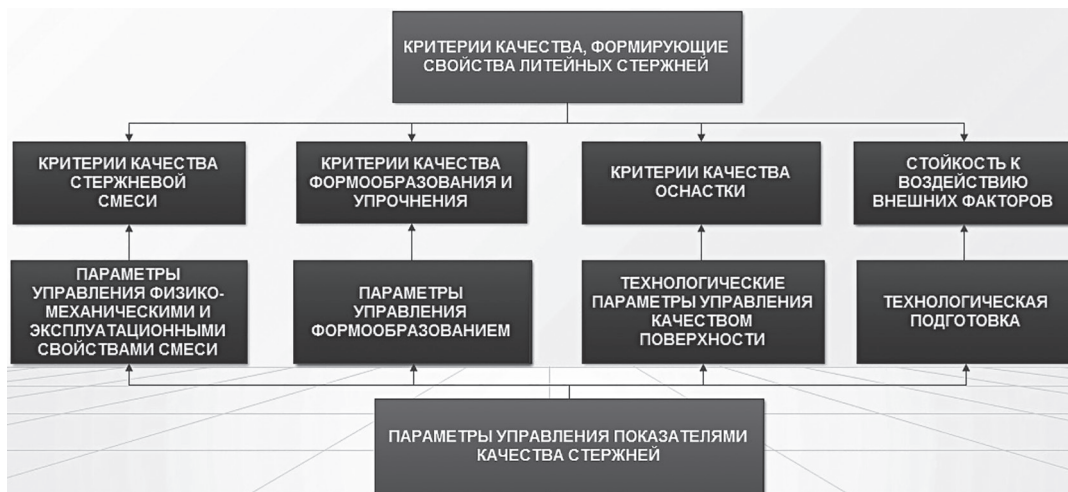 КРИТЕРИИ КАЧЕСТВА, ФОРМИРУЮЩИЕ
СВОЙСТВА ЛИТЕЙНЫХ СТЕРЖНЕЙ
КРИТЕРИИ КАЧЕСТВА
СТЕРЖНЕВОЙ
СМЕСИ
КРИТЕРИИ КАЧЕСТВА
ФОРМООБРАЗОВАНИЯ И
УПРОЧНЕНИЯ
КРИТЕРИИ КАЧЕСТВА
ОСНАСТКИ
СТОЙКОСТЬ К
ВОЗДЕЙСТВИЮ
ВНЕШНИХ ФАКТОРОВ
ПАРАМЕТРЫ
УПРАВЛЕНИЯ ФИЗИКО-
МЕХАНИЧЕСКИМИ И
ЭКСПЛУАТАЦИОННЫМИ
СВОЙСТВАМИ СМЕСИ
ПАРАМЕТРЫ
УПРАВЛЕНИЯ
ФОРМООБРАЗОВАНИЕМ
ТЕХНОЛОГИЧЕСКИЕ
ПАРАМЕТРЫ УПРАВЛЕНИЯ
КАЧЕСТВОМ
ПОВЕРХНОСТИ
ТЕХНОЛОГИЧЕСКАЯ
ПОДГОТОВКА
ПАРАМЕТРЫ УПРАВЛЕНИЯ ПОКАЗАТЕЛЯМИ
КАЧЕСТВА СТЕРЖНЕЙ